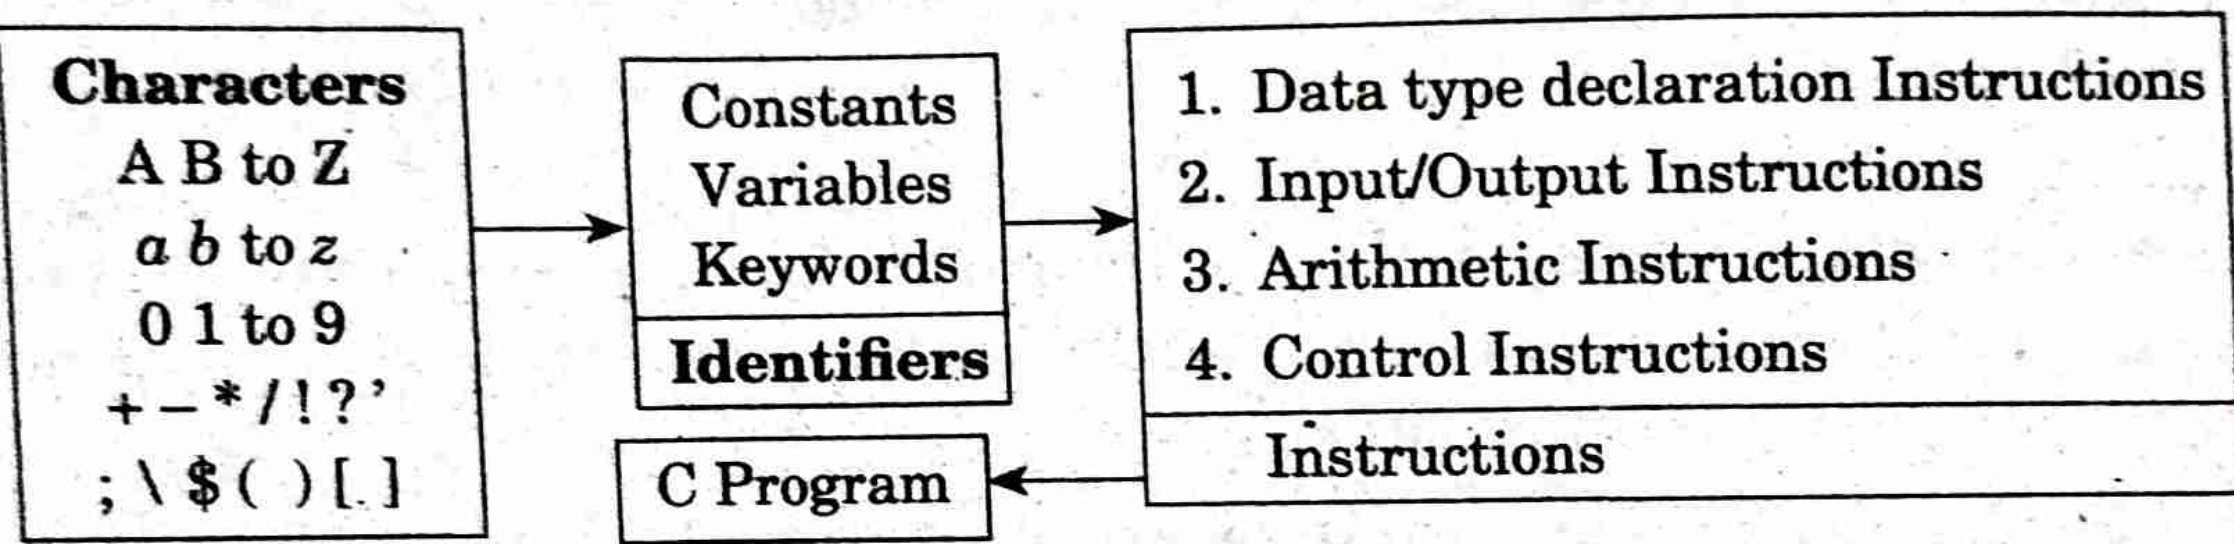 Characters
A B to Z
a b to z
0 1 to 9
+ – * / ! ? ’
; \ $ ( ) [ ]
Constants
Variables
Keywords
Identifiers
1. Data type declaration Instructions
2. Input/Output Instructions
3. Arithmetic Instructions
4. Control Instructions
Instructions
C Program